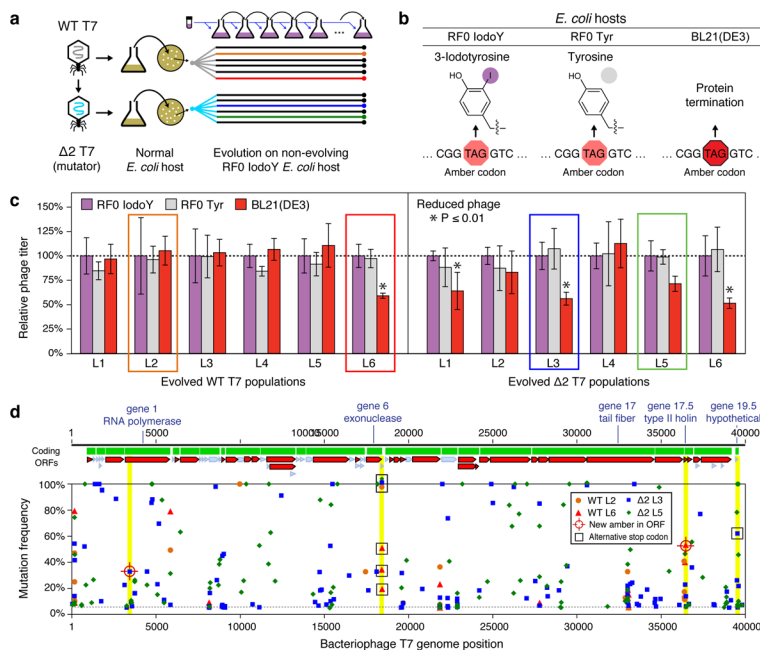 a
WT T7
Δ2 T7
(mutator)
Normal
E. coli host
Evolution on non-evolving
RF0 IodoY E. coli host
...
b
E. coli hosts
RF0 IodoY
RF0 Tyr
BL21(DE3)
3-Iodotyrosine
Tyrosine
HO
I
HO
Protein
termination
... CGG TAG GTC ...
CGG TAG GTC ...
CGG TAG GTC ...
Amber codon
Amber codon
Amber codon
c
RF0 IodoY
RF0 Tyr
BL21(DE3)
Reduced phage
* P ≤ 0.01
Relative phage titer
150%
125%
100%
75%
50%
25%
0%
*
*
*
*
L1
L2
L3
L4
L5
L6
L1
L2
L3
L4
L5
L6
Evolved WT T7 populations
Evolved Δ2 T7 populations
d
gene 1
RNA polymerase
gene 6
exonuclease
gene 17
tail fiber
gene 17.5
type II holin
gene 19.5
hypothetical
1
5000
10000
15000
20000
25000
30000
35000
40000
Coding
ORFs
Mutation frequency
100%
80%
60%
40%
20%
0%
WT L2
Δ2 L3
WT L6
Δ2 L5
New amber in ORF
Alternative stop codon
1
5000
10000
15000
20000
25000
30000
35000
40000
Bacteriophage T7 genome position